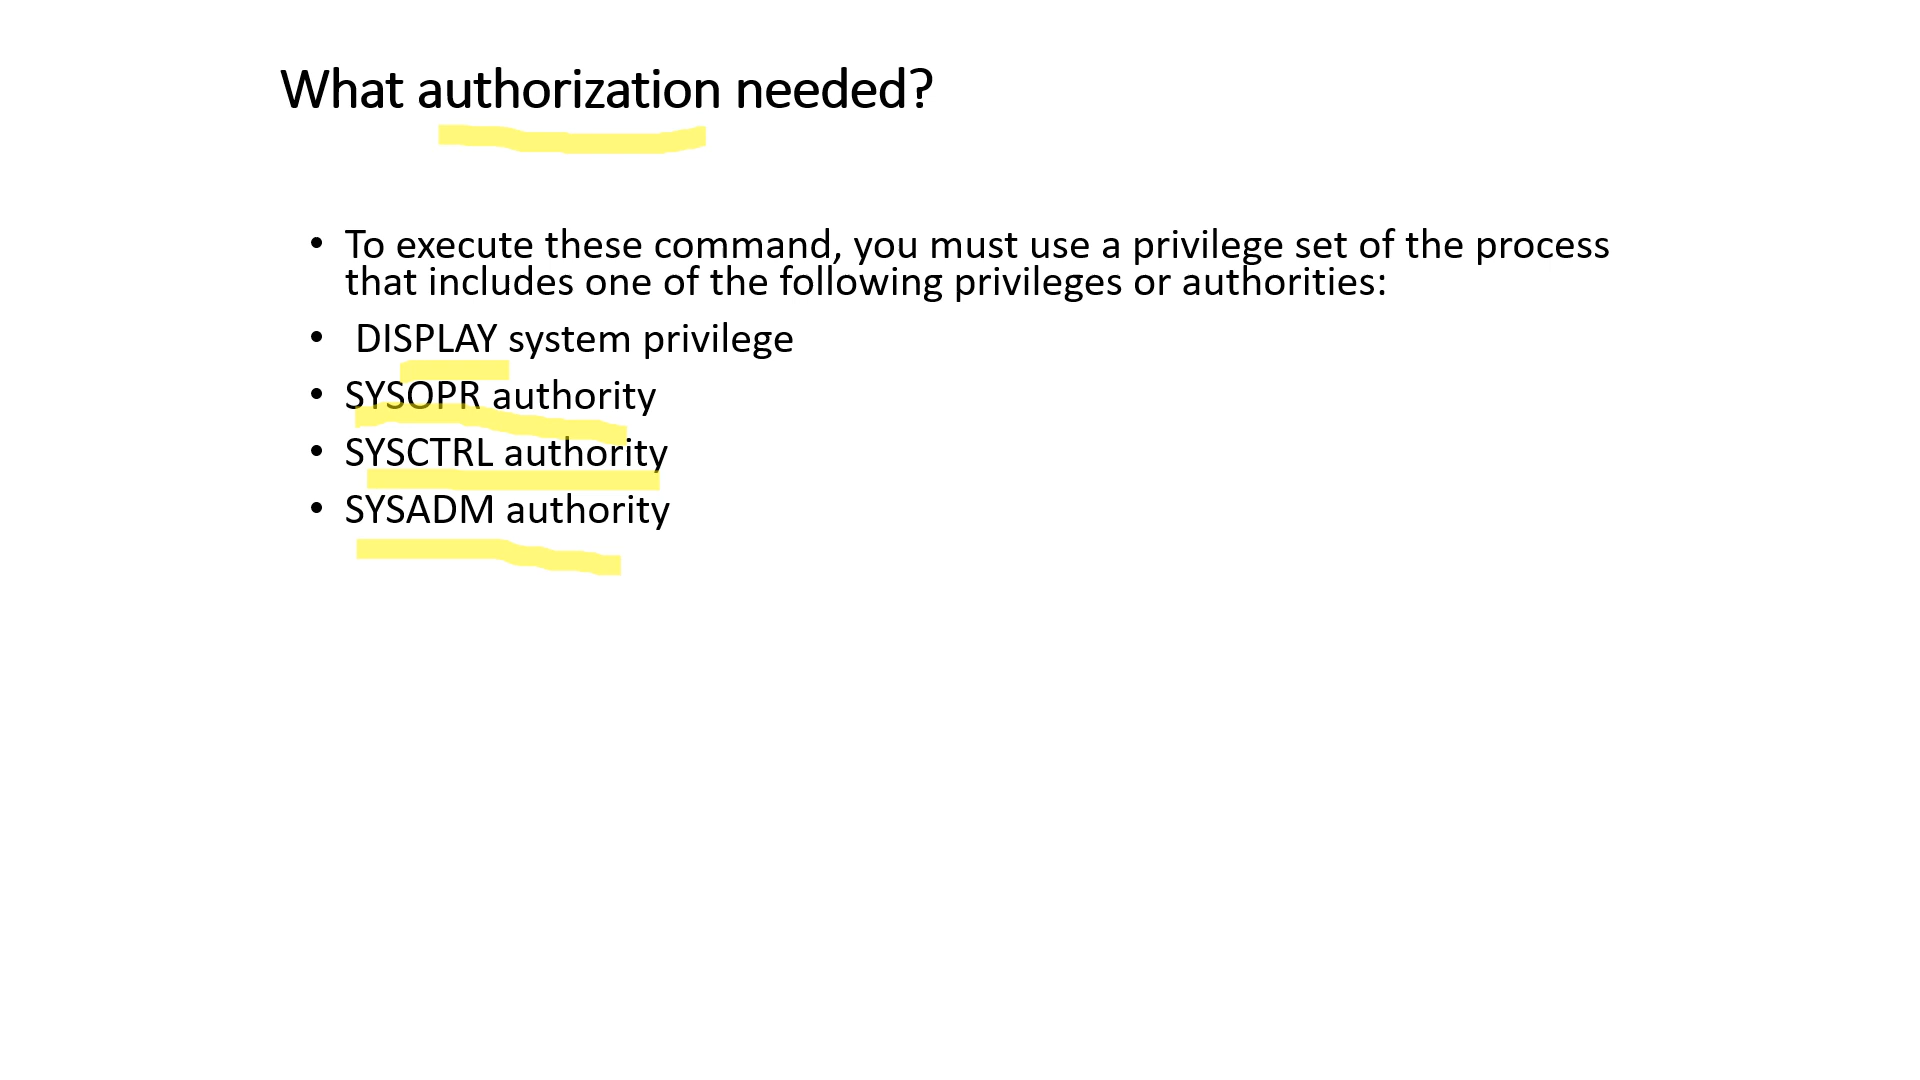 What authorization needed?
• To execute these command, you must use a privilege set of the process
that includes one of the following privileges or authorities:
• DISPLAY system privilege
• SYSOPR authority
• SYSCTRL authority
• SYSADM authority